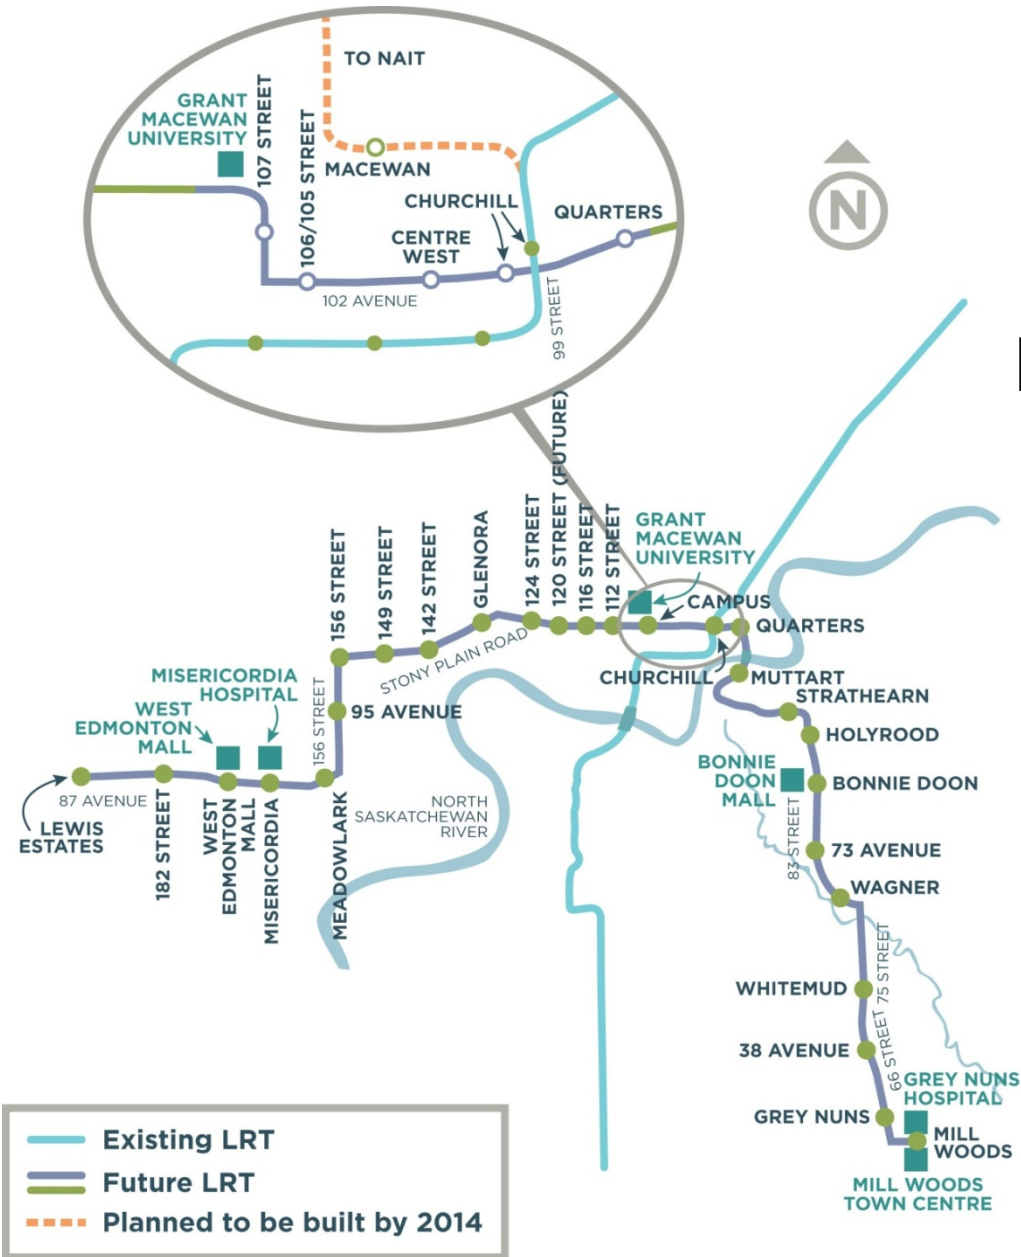 TO NAIT
GRANT
MACEWAN
UNIVERSITY
107 STREET
106/105 STREET
MACEWAN
CHURCHILL
QUARTERS
CENTRE
WEST
102 AVENUE
99 STREET
N
156 STREET
149 STREET
142 STREET
GLENORA
124 STREET
120 STREET (FUTURE)
116 STREET
112 STREET
GRANT
MACEWAN
UNIVERSITY
CAMPUS
QUARTERS
CHURCHILL
STONY PLAIN ROAD
MUTTART
STRATHEARN
HOLYROOD
BONNIE
DOON
MALL
BONNIE DOON
83 STREET
73 AVENUE
WAGNER
MISERICORDIA
HOSPITAL
WEST
EDMONTON
MALL
156 STREET
95 AVENUE
87 AVENUE
LEWIS
ESTATES
182 STREET
WEST
EDMONTON
MALL
MISERICORDIA
MEADOWLARK
NORTH
SASKATCHEWAN
RIVER
75 STREET
WHITEMUD
38 AVENUE
66 STREET
GREY NUNS
HOSPITAL
GREY NUNS
MILL
WOODS
MILL WOODS
TOWN CENTRE
Existing LRT
Future LRT
Planned to be built by 2014